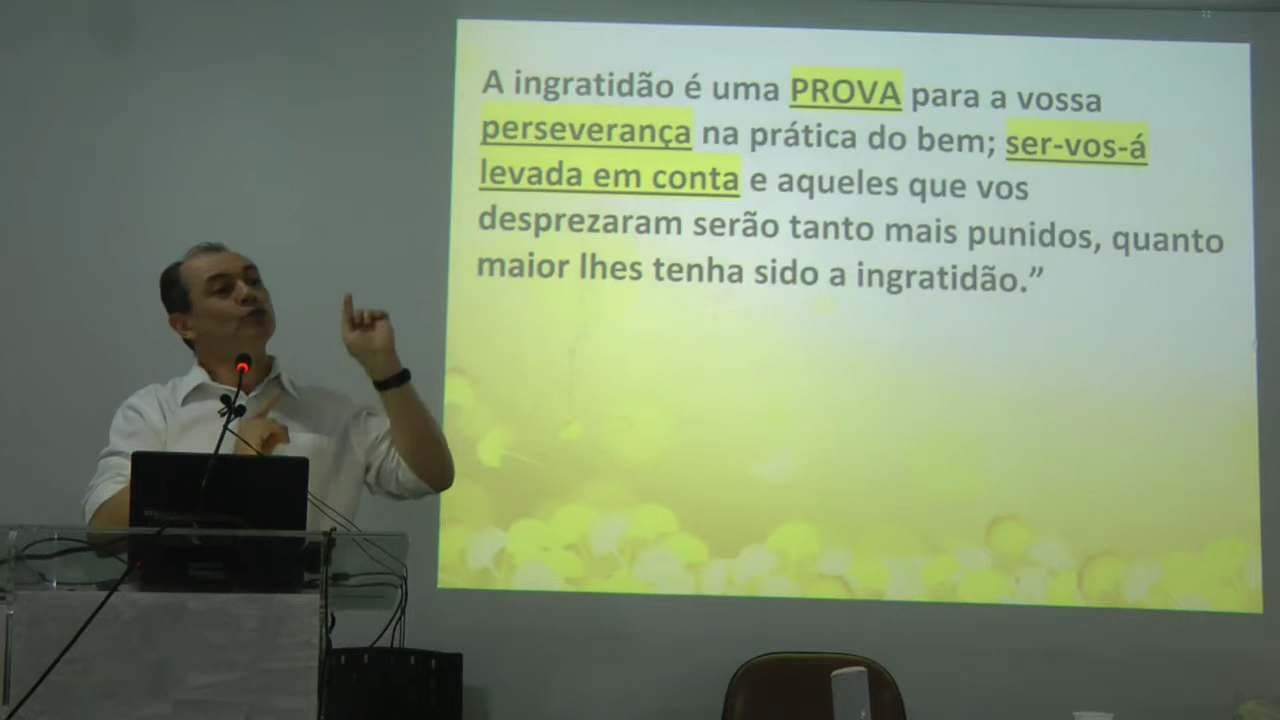 A ingratidão é uma PROVA para a vossa
perseverança na prática do bem; ser-vos-á
levada em conta e aqueles que vos
desprezaram serão tanto mais punidos, quanto
maior lhes tenha sido a ingratidão.”